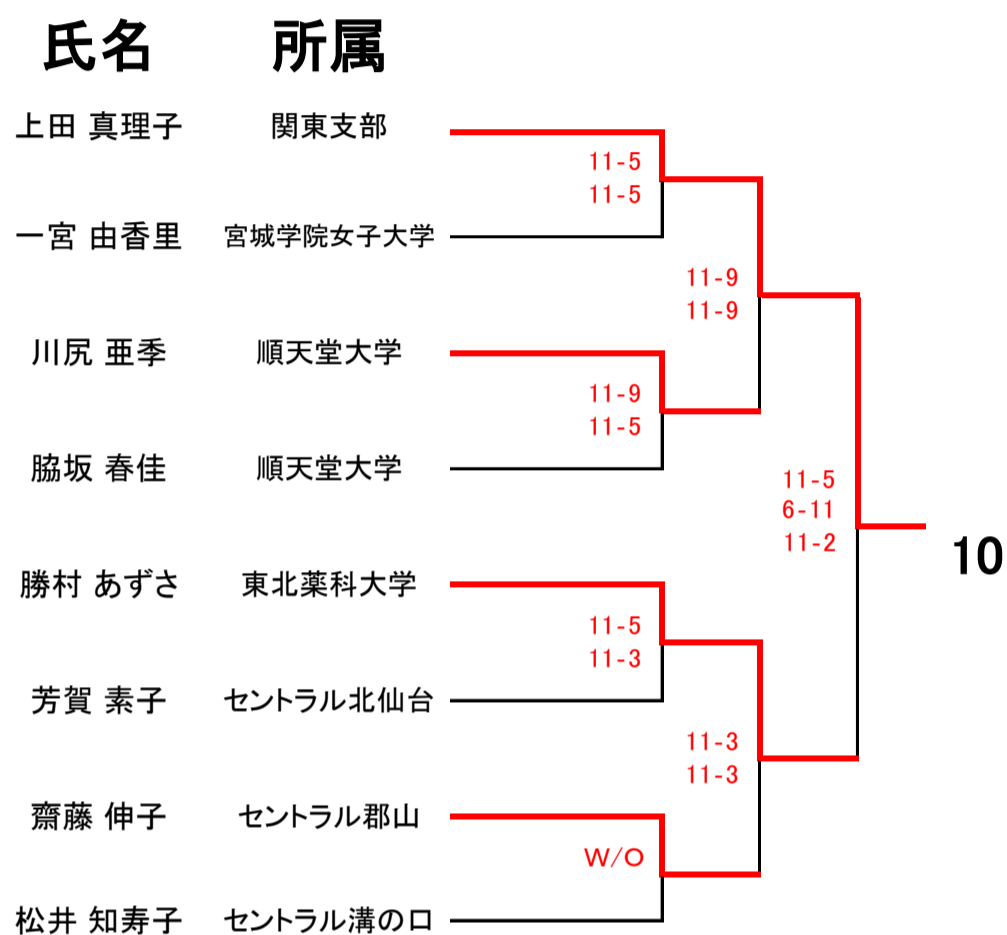 氏名 所属
上田 真理子 関東支部
11-5
11-5
一宮 由香里 宮城学院女子大学
11-9
11-9
川尻 亜季 順天堂大学
11-9
11-5
脇坂 春佳 順天堂大学
11-5
6-11
11-2
10
勝村 あずさ 東北薬科大学
11-5
11-3
芳賀 素子 セントラル北仙台
11-3
11-3
齋藤 伸子 セントラル郡山
W/O
松井 知寿子 セントラル溝の口